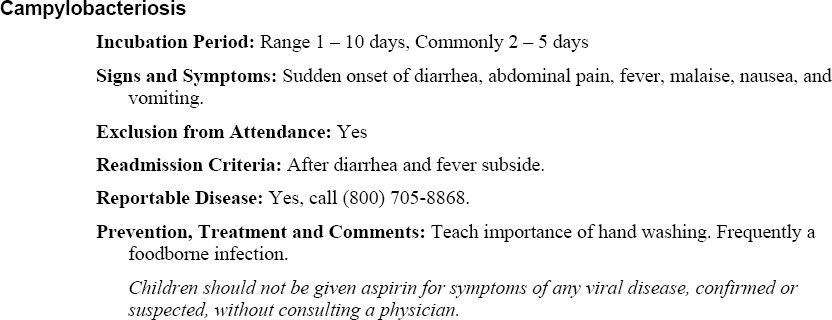 Campylobacteriosis
Incubation Period: Range 1 – 10 days, Commonly 2 – 5 days
Signs and Symptoms: Sudden onset of diarrhea, abdominal pain, fever, malaise, nausea, and
vomiting.
Exclusion from Attendance: Yes
Readmission Criteria: After diarrhea and fever subside.
Reportable Disease: Yes, call (800) 705-8868.
Prevention, Treatment and Comments: Teach importance of hand washing. Frequently a
foodborne infection.
Children should not be given aspirin for symptoms of any viral disease, confirmed or
suspected, without consulting a physician.